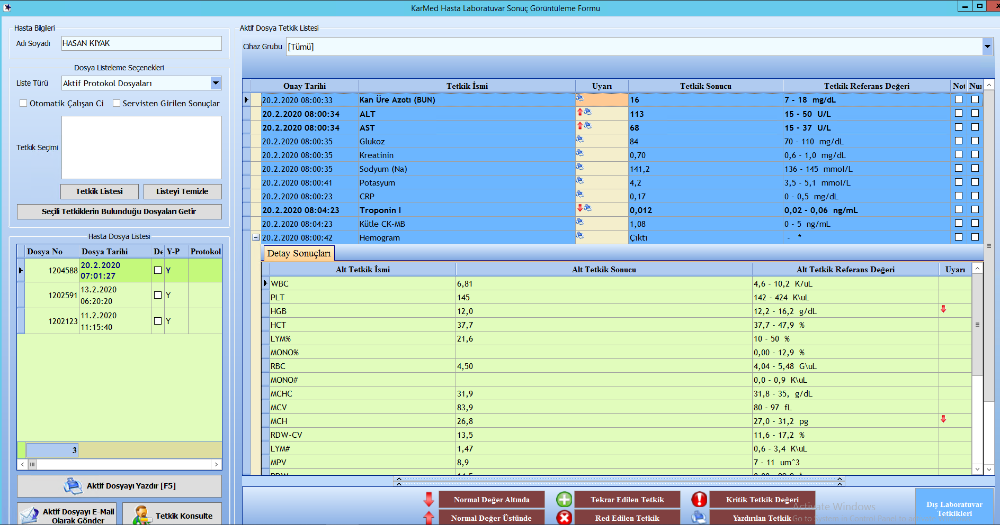 KarMed Hasta Laboratuvar Sonuç Görüntüleme Formu
Hasta Bilgileri
Adı Soyadı HASAN KIYAK
Dosya Listeleme Seçenekleri
Liste Türü Aktif Protokol Dosyaları
Otomatik Çalışan Ci Servisten Girilen Sonuçlar
Tetkik Seçimi
Tetkik Listesi Listeyi Temizle
Seçili Tetkiklerin Bulunduğu Dosyaları Getir
Hasta Dosya Listesi
Dosya No Dosya Tarihi De Y-P Protokol
1204588 20.2.2020 07:01:27 Y
1202591 13.2.2020 06:20:20 Y
1202123 11.2.2020 11:15:40 Y
3
Aktif Dosyayı Yazdır [F5]
Aktif Dosyayı E-Mail Olarak Gönder
Tetkik Konsulte
Aktif Dosya Tetkik Listesi
Cihaz Grubu [Tümü]
Onay Tarihi Tetkik İsmi Uyarı Tetkik Sonucu Tetkik Referans Değeri Not Nu
20.2.2020 08:00:33 Kan Üre Azotı (BUN) 16 7 - 18 mg/dL
20.2.2020 08:00:34 ALT 113 15 - 50 U/L
20.2.2020 08:00:34 AST 68 15 - 37 U/L
20.2.2020 08:00:35 Glukoz 84 70 - 110 mg/dL
20.2.2020 08:00:35 Kreatinin 0,70 0,6 - 1,0 mg/dL
20.2.2020 08:00:35 Sodyum (Na) 141,2 136 - 145 mmol/L
20.2.2020 08:00:41 Potasyum 4,2 3,5 - 5,1 mmol/L
20.2.2020 08:00:23 CRP 0,17 0 - 0,5 mg/dL
20.2.2020 08:04:23 Troponin I 0,012 0,02 - 0,06 ng/mL
20.2.2020 08:04:23 Kütle CK-MB 1,08 0 - 5 ng/mL
20.2.2020 08:00:42 Hemogram Çıktı - *
Detay Sonuçları
Alt Tetkik İsmi Alt Tetkik Sonucu Alt Tetkik Referans Değeri Uyarı
WBC 6,81 4,6 - 10,2 K/uL
PLT 145 142 - 424 K\uL
HGB 12,0 12,2 - 16,2 g/dL
HCT 37,7 37,7 - 47,9 %
LYM% 21,6 10 - 50 %
MONO% 0,00 - 12,9 %
RBC 4,50 4,04 - 5,48 G\uL
MONO# 0,0 - 0,9 K\uL
MCHC 31,9 31,8 - 35, g/dL
MCV 83,9 80 - 97 fL
MCH 26,8 27,0 - 31,2 pg
RDW-CV 13,5 11,6 - 17,2 %
LYM# 1,47 0,6 - 3,4 K\uL
MPV 8,9 7 - 11 um^3
Normal Değer Altında Tekrar Edilen Tetkik Kritik Tetkik Değeri
Normal Değer Üstünde Red Edilen Tetkik Yazdırılan Tetkik
Dış Laboratuvar Tetkikleri
Activate Windows
Go to System in Control Panel to